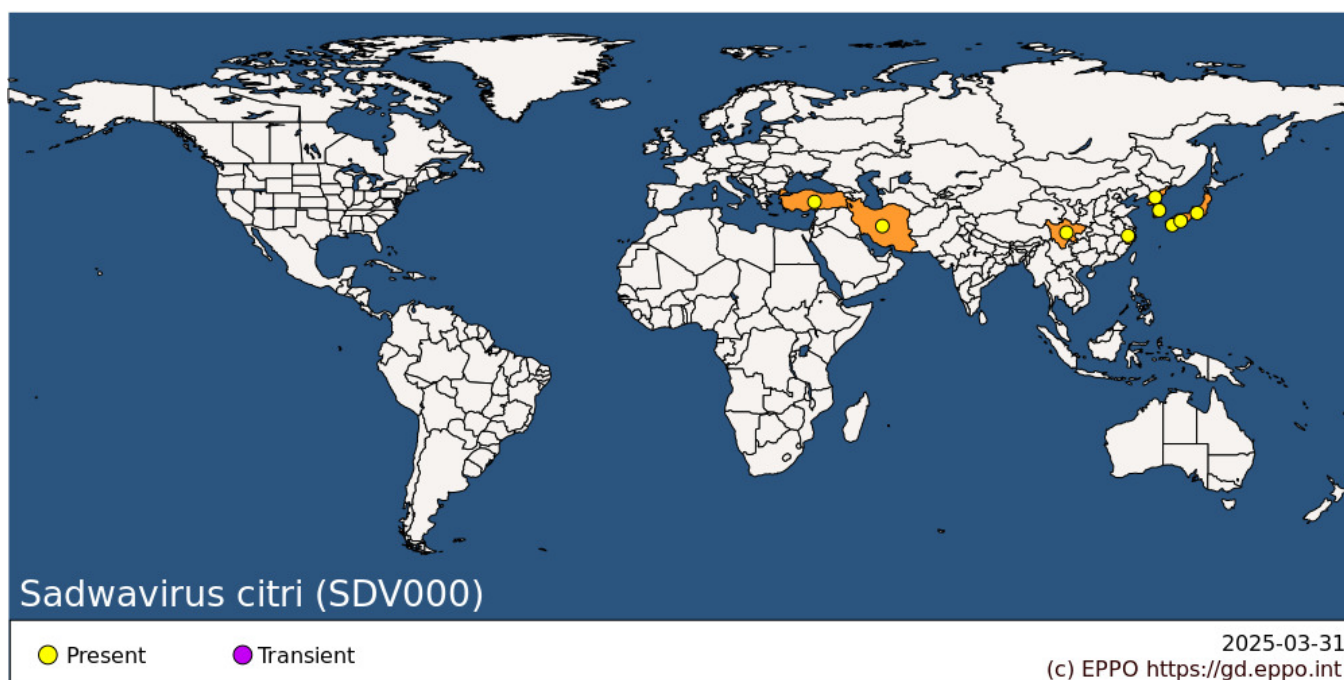 Sadwavirus citri (SDV000)
Present
Transient
2025-03-31
(c) EPPO https://gd.eppo.int